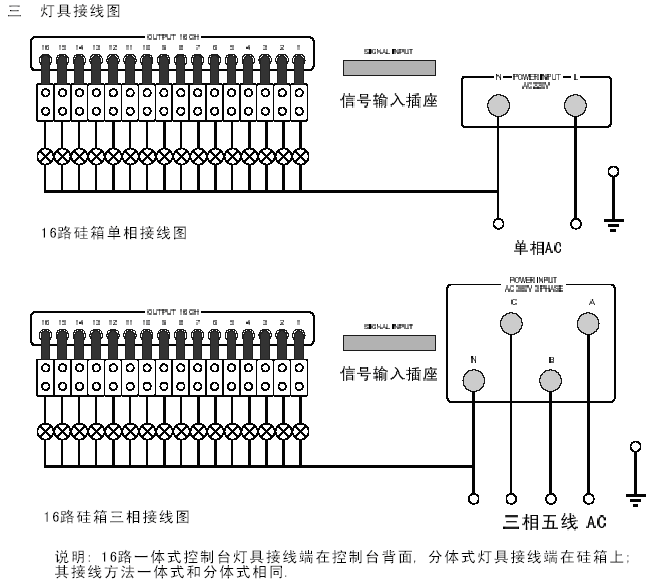 三 灯具接线图
OUTPUT 16 CH
16 15 14 13 12 11 10 9 8 7 6 5 4 3 2 1
SIGNAL INPUT
信号输入插座
N POWER INPUT L
AC220V
16路硅箱单相接线图
单相AC
OUTPUT 16 CH
16 15 14 13 12 11 10 9 8 7 6 5 4 3 2 1
SIGNAL INPUT
信号输入插座
POWER INPUT
AC 380V 3 PHASE
C A
N B
16路硅箱三相接线图
三相五线 AC
说明: 16路一体式控制台灯具接线端在控制台背面, 分体式灯具接线端在硅箱上;
其接线方法一体式和分体式相同.